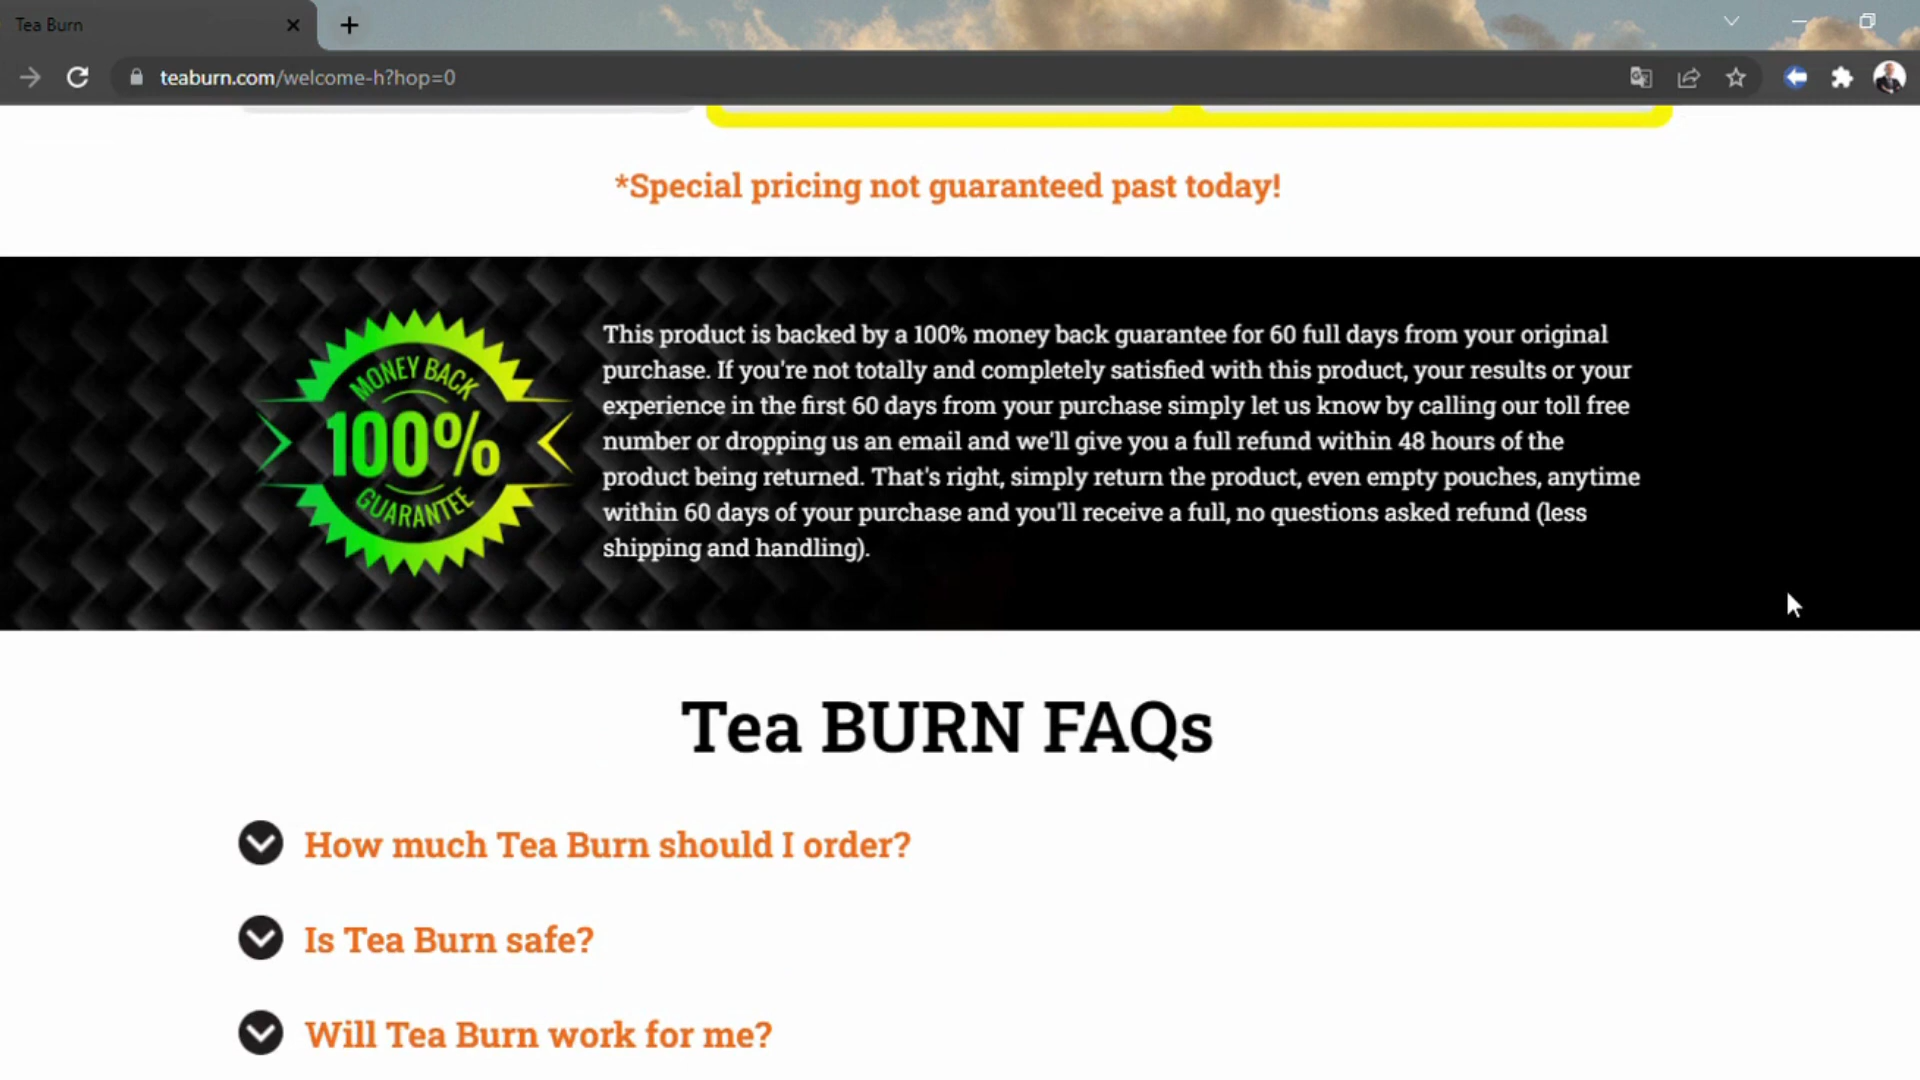 Tea Burn
teaburn.com/welcome-h?hop=0
*Special pricing not guaranteed past today!
MONEY BACK
100%
GUARANTEE
This product is backed by a 100% money back guarantee for 60 full days from your original
purchase. If you're not totally and completely satisfied with this product, your results or your
experience in the first 60 days from your purchase simply let us know by calling our toll free
number or dropping us an email and we'll give you a full refund within 48 hours of the
product being returned. That's right, simply return the product, even empty pouches, anytime
within 60 days of your purchase and you'll receive a full, no questions asked refund (less
shipping and handling).
Tea BURN FAQs
How much Tea Burn should I order?
Is Tea Burn safe?
Will Tea Burn work for me?